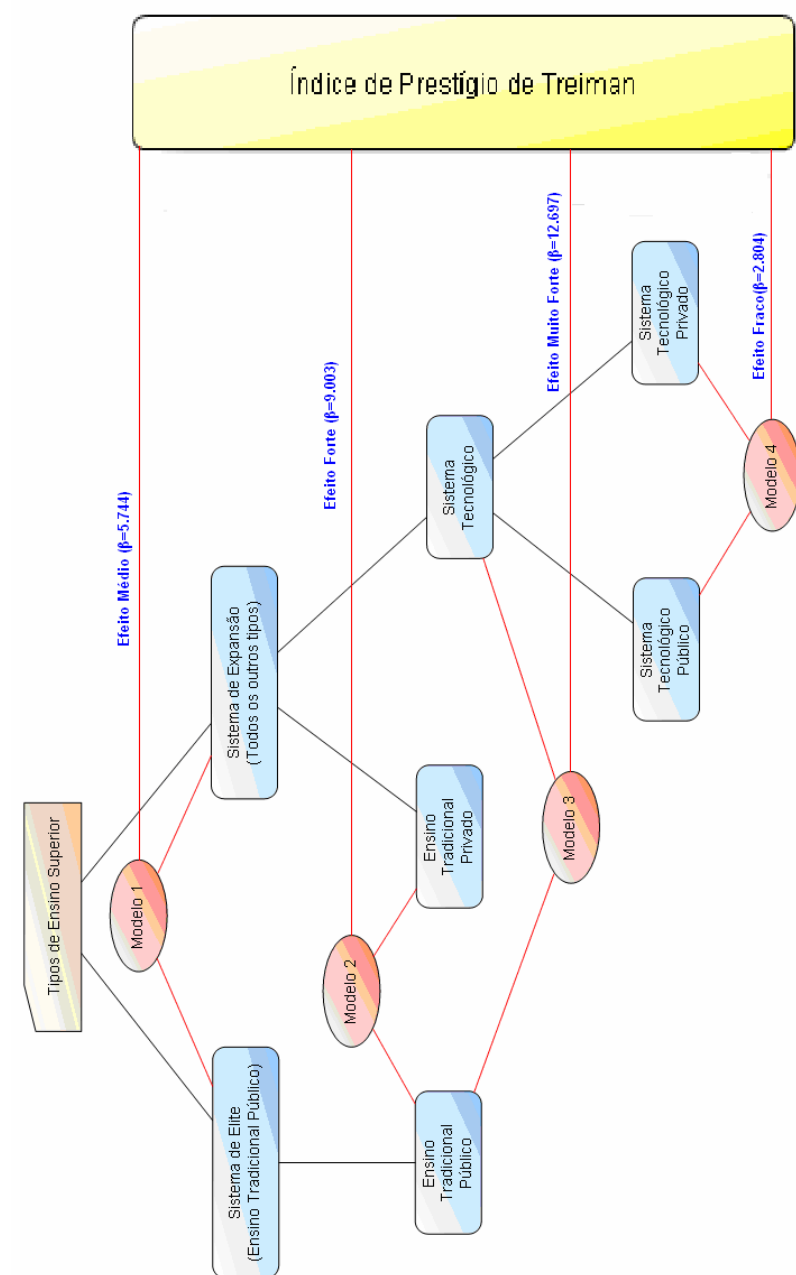 Índice de Prestígio de Treiman
Tipos de Ensino Superior
Modelo 1
Efeito Médio (β=5.744)
Sistema de Elite
(Ensino Tradicional Público)
Sistema de Expansão
(Todos os outros tipos)
Modelo 2
Efeito Forte (β=9.003)
Ensino
Tradicional
Público
Ensino
Tradicional
Privado
Sistema
Tecnológico
Modelo 3
Efeito Muito Forte (β=12.697)
Sistema
Tecnológico
Público
Sistema
Tecnológico
Privado
Modelo 4
Efeito Fraco(β=2.804)